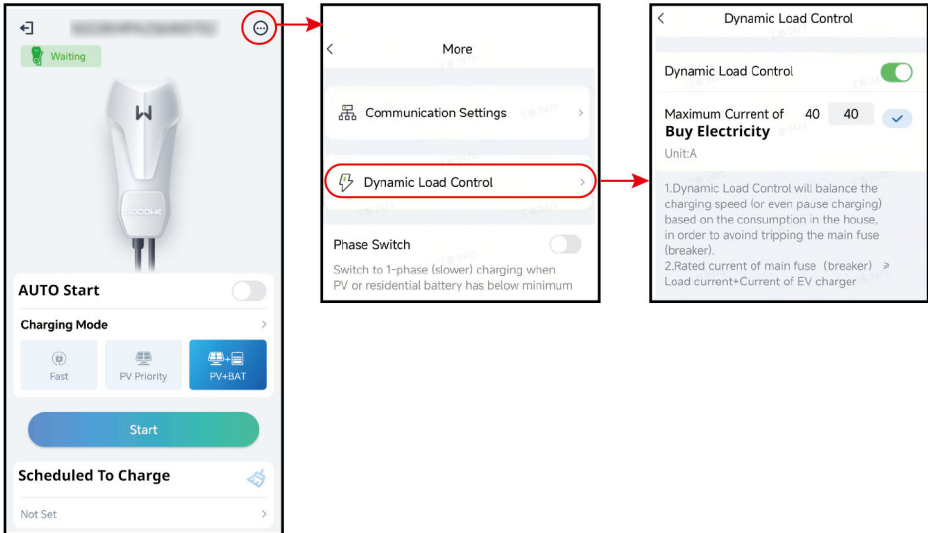 Waiting
W
GOODWE
AUTO Start
Charging Mode
Fast
PV Priority
PV+BAT
Start
Scheduled To Charge
Not Set
More
Communication Settings
Dynamic Load Control
Phase Switch
Switch to 1-phase (slower) charging when
PV or residential battery has below minimum
Dynamic Load Control
Dynamic Load Control
Maximum Current of 40 40
Buy Electricity
Unit:A
1.Dynamic Load Control will balance the
charging speed (or even pause charging)
based on the consumption in the house,
in order to avoind tripping the main fuse
(breaker).
2.Rated current of main fuse (breaker) ≥
Load current+Current of EV charger